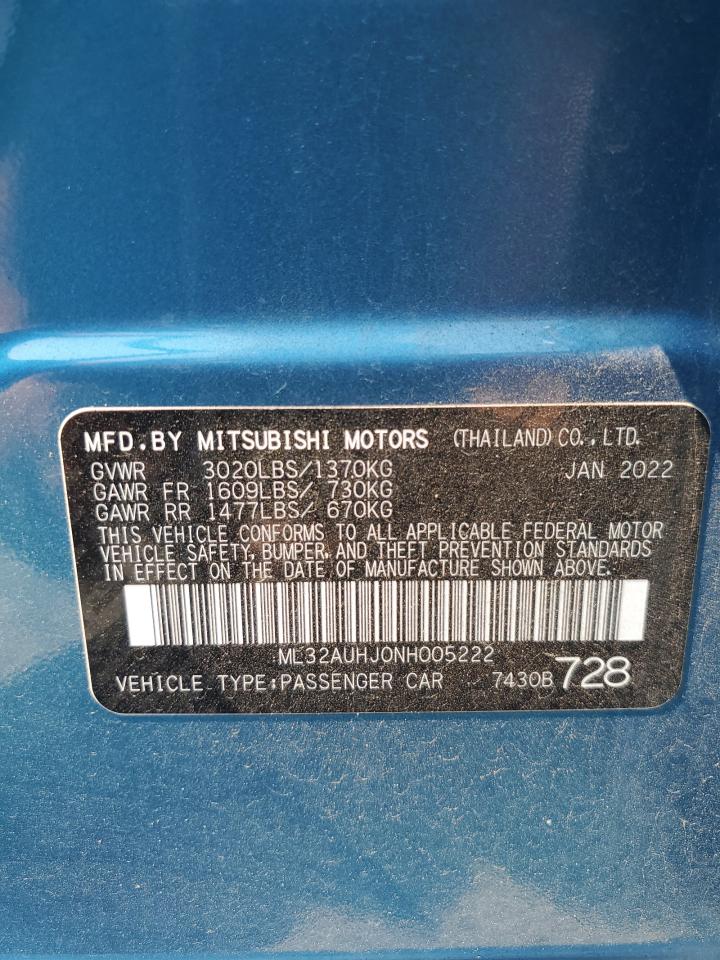 MFD.BY MITSUBISHI MOTORS (THAILAND) CO., LTD.
GVWR 3020LBS/1370KG JAN 2022
GAWR FR 1609LBS/ 730KG
GAWR RR 1477LBS/ 670KG
THIS VEHICLE CONFORMS TO ALL APPLICABLE FEDERAL MOTOR
VEHICLE SAFETY, BUMPER, AND THEFT PREVENTION STANDARDS
IN EFFECT ON THE DATE OF MANUFACTURE SHOWN ABOVE.
ML32AUHJ0NH005222
VEHICLE TYPE:PASSENGER CAR 7430B 728